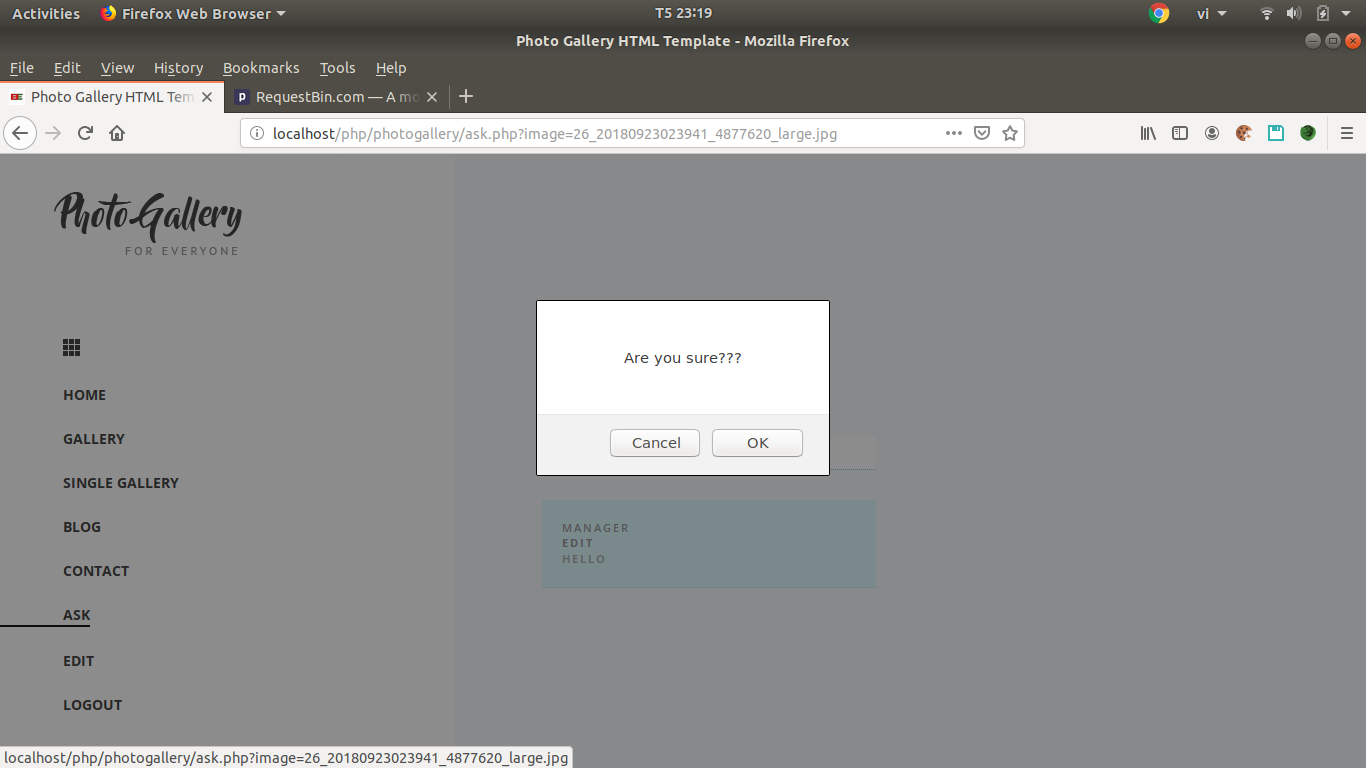 Activities Firefox Web Browser T5 23:19 vi
Photo Gallery HTML Template - Mozilla Firefox
File Edit View History Bookmarks Tools Help
Photo Gallery HTML Tem RequestBin.com — A mo
localhost/php/photogallery/ask.php?image=26_20180923023941_4877620_large.jpg
Photo Gallery
FOR EVERYONE
Are you sure???
Cancel OK
HOME
GALLERY
SINGLE GALLERY
BLOG
CONTACT
ASK
EDIT
LOGOUT
MANAGER
EDIT
HELLO
localhost/php/photogallery/ask.php?image=26_20180923023941_4877620_large.jpg